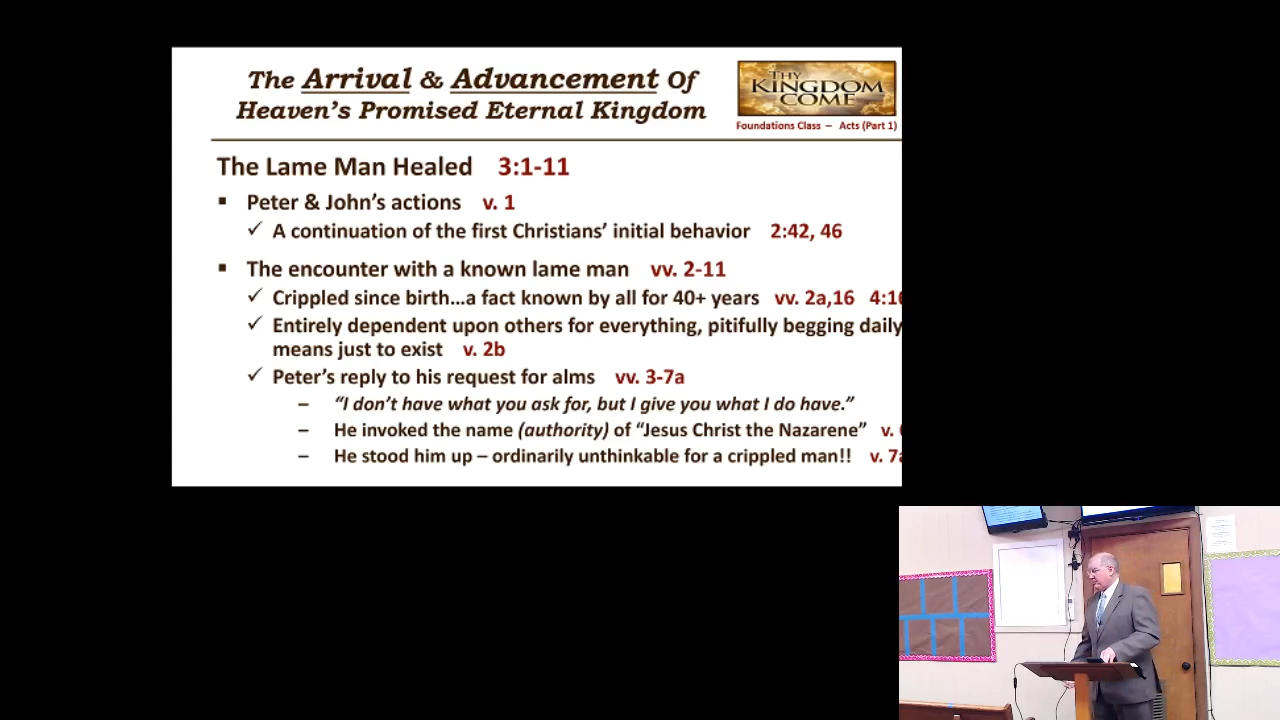 The Arrival & Advancement Of
Heaven's Promised Eternal Kingdom
THY
KINGDOM
COME
Foundations Class – Acts (Part 1)
The Lame Man Healed 3:1-11
▪ Peter & John's actions v. 1
✓ A continuation of the first Christians' initial behavior 2:42, 46
▪ The encounter with a known lame man vv. 2-11
✓ Crippled since birth…a fact known by all for 40+ years vv. 2a,16
✓ Entirely dependent upon others for everything, pitifully begging daily
means just to exist v. 2b
✓ Peter's reply to his request for alms vv. 3-7a
– "I don't have what you ask for, but I give you what I do have."
– He invoked the name (authority) of "Jesus Christ the Nazarene" v.
– He stood him up – ordinarily unthinkable for a crippled man!! v. 7a